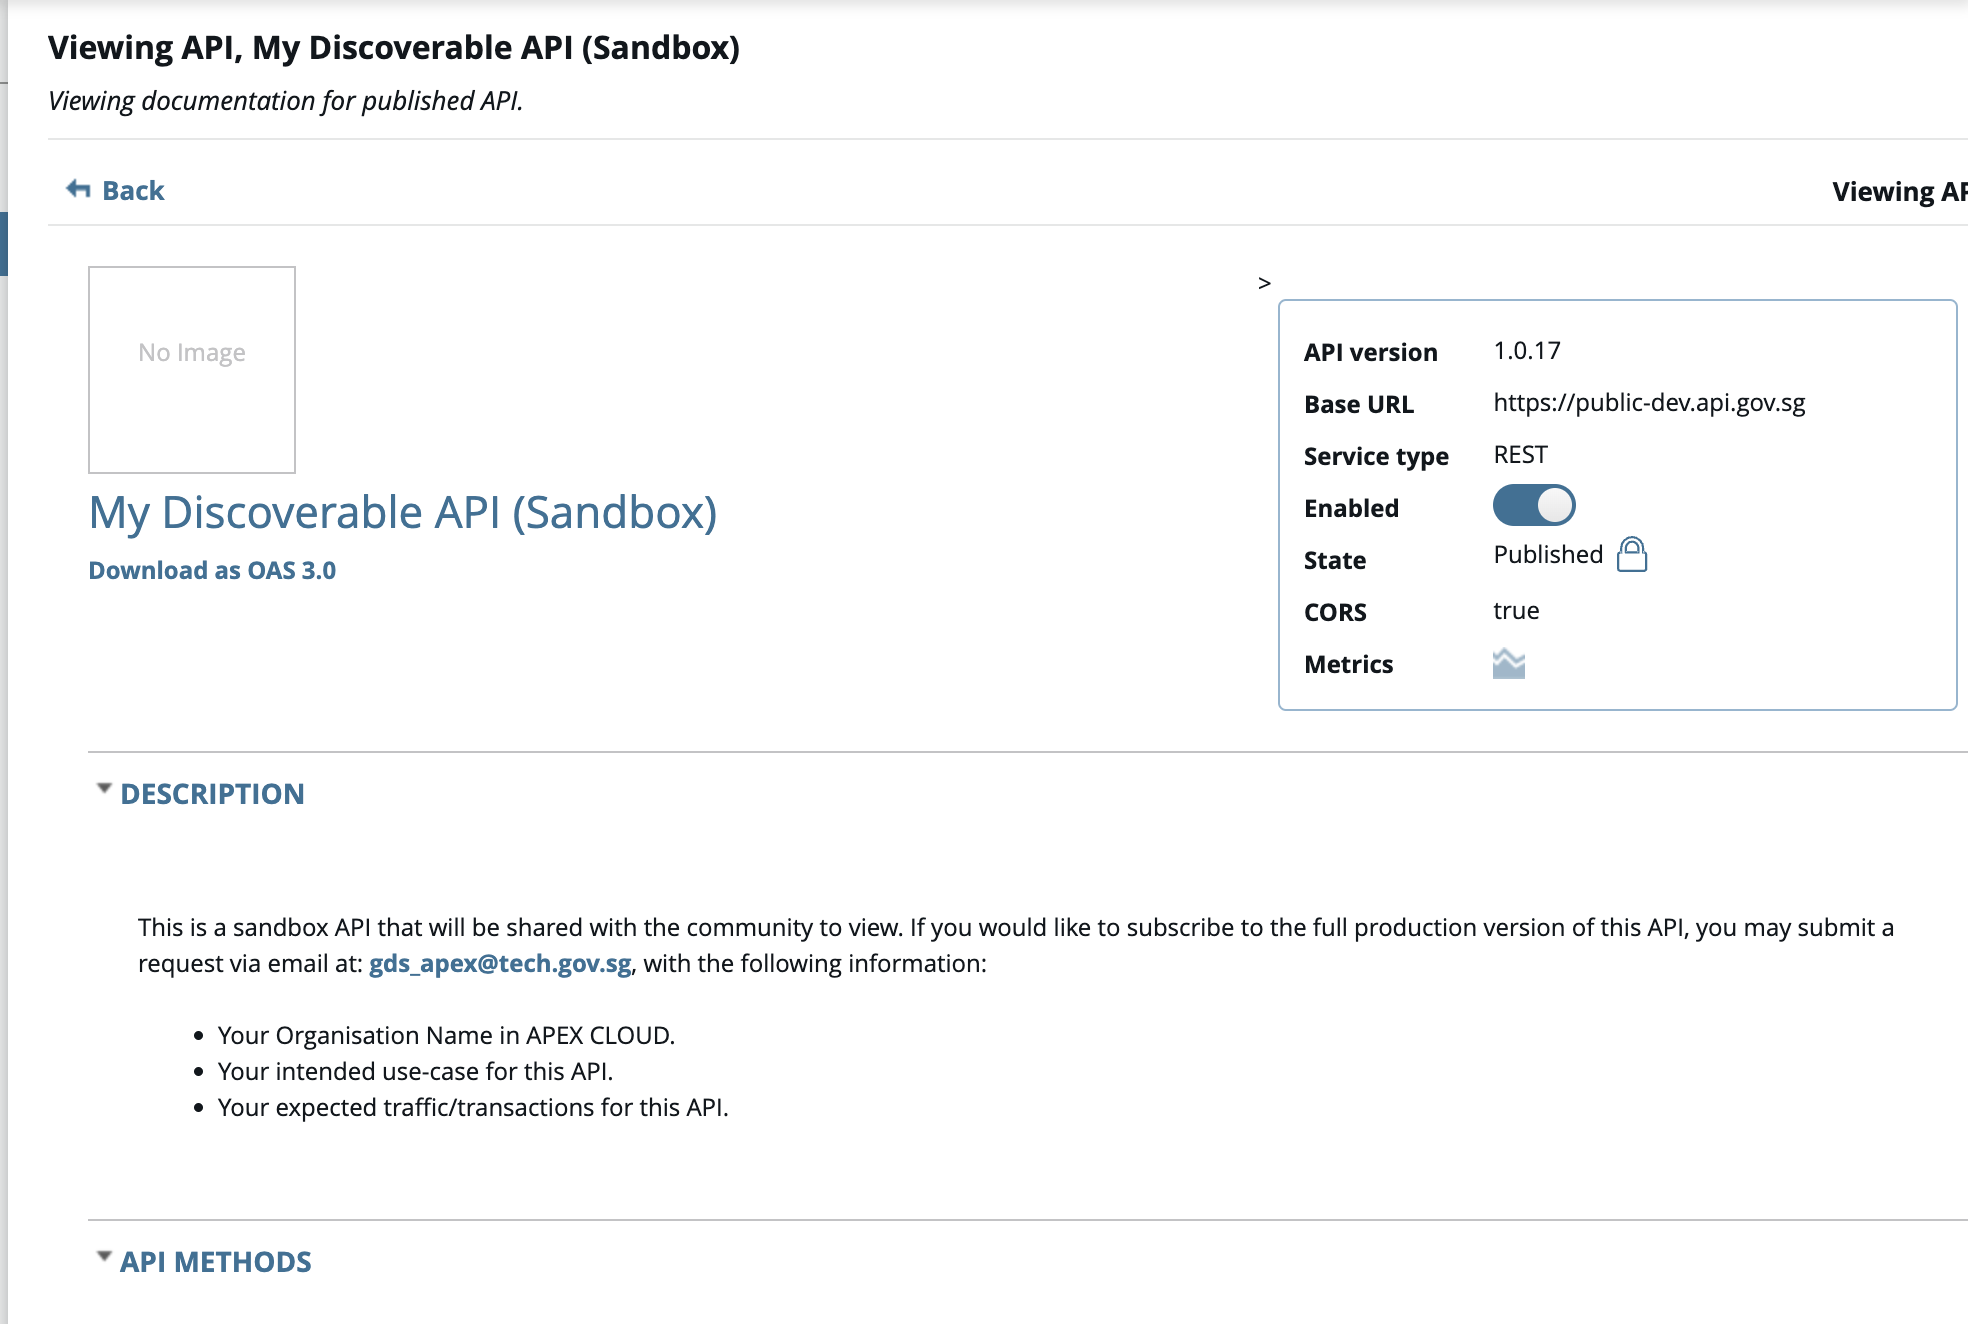 Viewing API, My Discoverable API (Sandbox)
Viewing documentation for published API.
Back
Viewing AP
No Image
My Discoverable API (Sandbox)
Download as OAS 3.0
>
API version 1.0.17
Base URL https://public-dev.api.gov.sg
Service type REST
Enabled
State Published
CORS true
Metrics
DESCRIPTION
This is a sandbox API that will be shared with the community to view. If you would like to subscribe to the full production version of this API, you may submit a
request via email at: gds_apex@tech.gov.sg, with the following information:
• Your Organisation Name in APEX CLOUD.
• Your intended use-case for this API.
• Your expected traffic/transactions for this API.
API METHODS